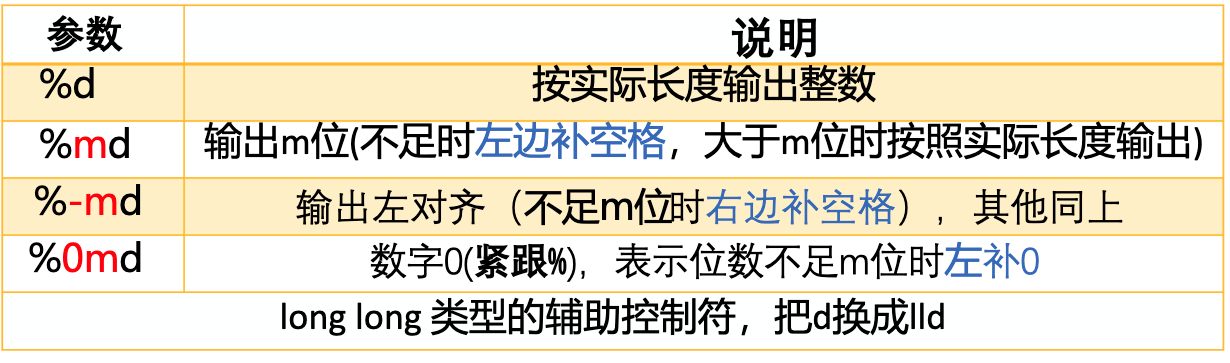 参数 说明
%d 按实际长度输出整数
%md 输出m位(不足时左边补空格，大于m位时按照实际长度输出)
%-md 输出左对齐（不足m位时右边补空格），其他同上
%0md 数字0(紧跟%)，表示位数不足m位时左补0
long long 类型的辅助控制符，把d换成lld